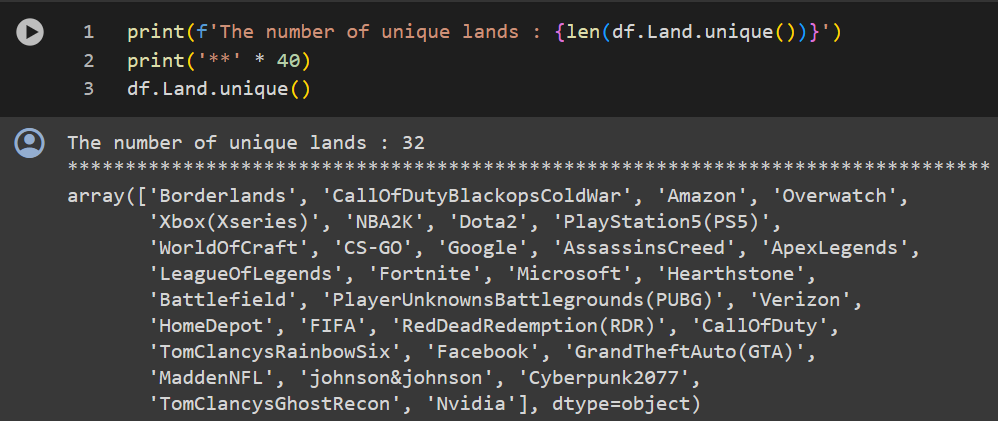 1 print(f'The number of unique lands : {len(df.Land.unique())}')
2 print('**' * 40)
3 df.Land.unique()
The number of unique lands : 32
********************************************************************************
array(['Borderlands', 'CallOfDutyBlackopsColdWar', 'Amazon', 'Overwatch',
'Xbox(Xseries)', 'NBA2K', 'Dota2', 'PlayStation5(PS5)',
'WorldOfCraft', 'CS-GO', 'Google', 'AssassinsCreed', 'ApexLegends',
'LeagueOfLegends', 'Fortnite', 'Microsoft', 'Hearthstone',
'Battlefield', 'PlayerUnknownsBattlegrounds(PUBG)', 'Verizon',
'HomeDepot', 'FIFA', 'RedDeadRedemption(RDR)', 'CallOfDuty',
'TomClancysRainbowSix', 'Facebook', 'GrandTheftAuto(GTA)',
'MaddenNFL', 'johnson&johnson', 'Cyberpunk2077',
'TomClancysGhostRecon', 'Nvidia'], dtype=object)